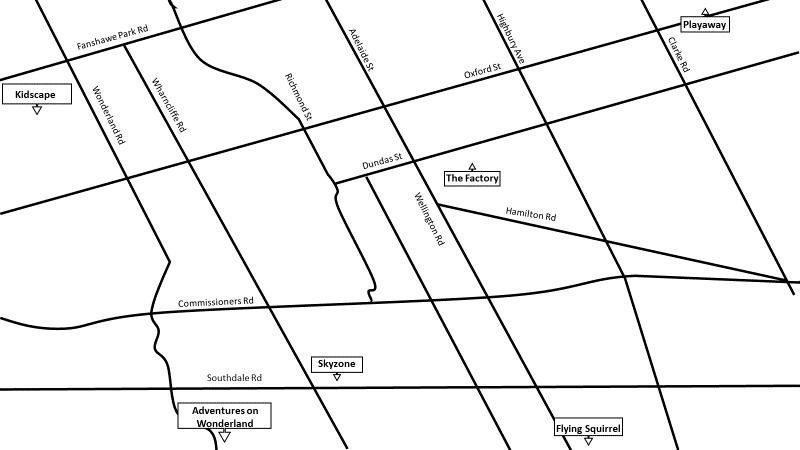 Playaway
Fanshawe Park Rd
Adelaide St
Highbury Ave
Clarke Rd
Oxford St
Kidscape
Wonderland Rd
Wharncliffe Rd
Richmond St
Dundas St
The Factory
Wellington Rd
Hamilton Rd
Commissioners Rd
Skyzone
Southdale Rd
Adventures on
Wonderland
Flying Squirrel